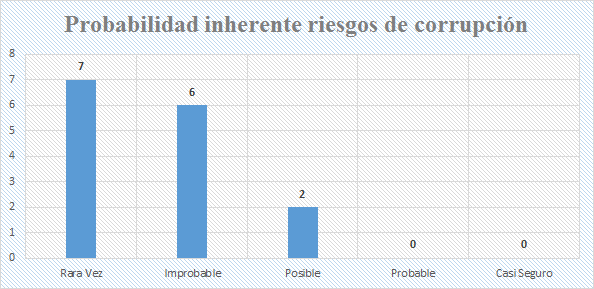 Probabilidad inherente riesgos de corrupción
8
7
6
5
4
3
2
1
0
7
6
2
0
0
Rara Vez
Improbable
Posible
Probable
Casi Seguro